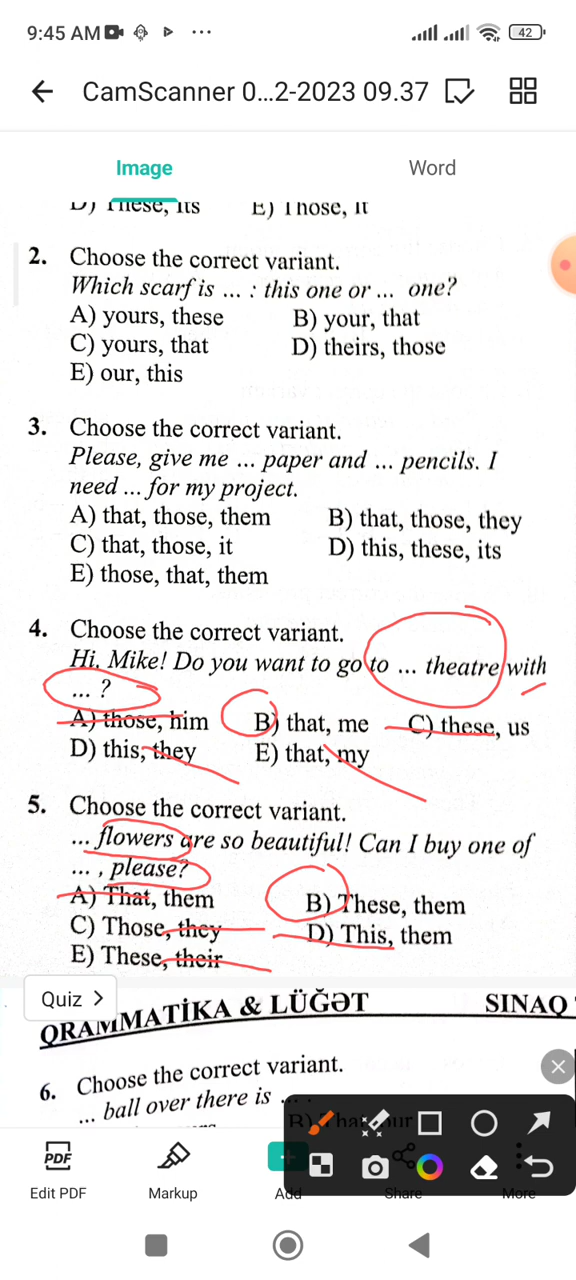 9:45 AM
42
CamScanner 0...2-2023 09.37
Image Word
D) These, its E) Those, it
2. Choose the correct variant.
Which scarf is ... : this one or ... one?
A) yours, these B) your, that
C) yours, that D) theirs, those
E) our, this
3. Choose the correct variant.
Please, give me ... paper and ... pencils. I
need ... for my project.
A) that, those, them B) that, those, they
C) that, those, it D) this, these, its
E) those, that, them
4. Choose the correct variant.
Hi, Mike! Do you want to go to ... theatre with
... ?
A) those, him B) that, me C) these, us
D) this, they E) that, my
5. Choose the correct variant.
... flowers are so beautiful! Can I buy one of
... , please?
A) That, them B) These, them
C) Those, they D) This, them
E) These, their
Quiz >
QRAMMATİKA & LÜĞƏT SINAQ
6. Choose the correct variant.
... ball over there is ...
PDF
Edit PDF Markup Add Share More